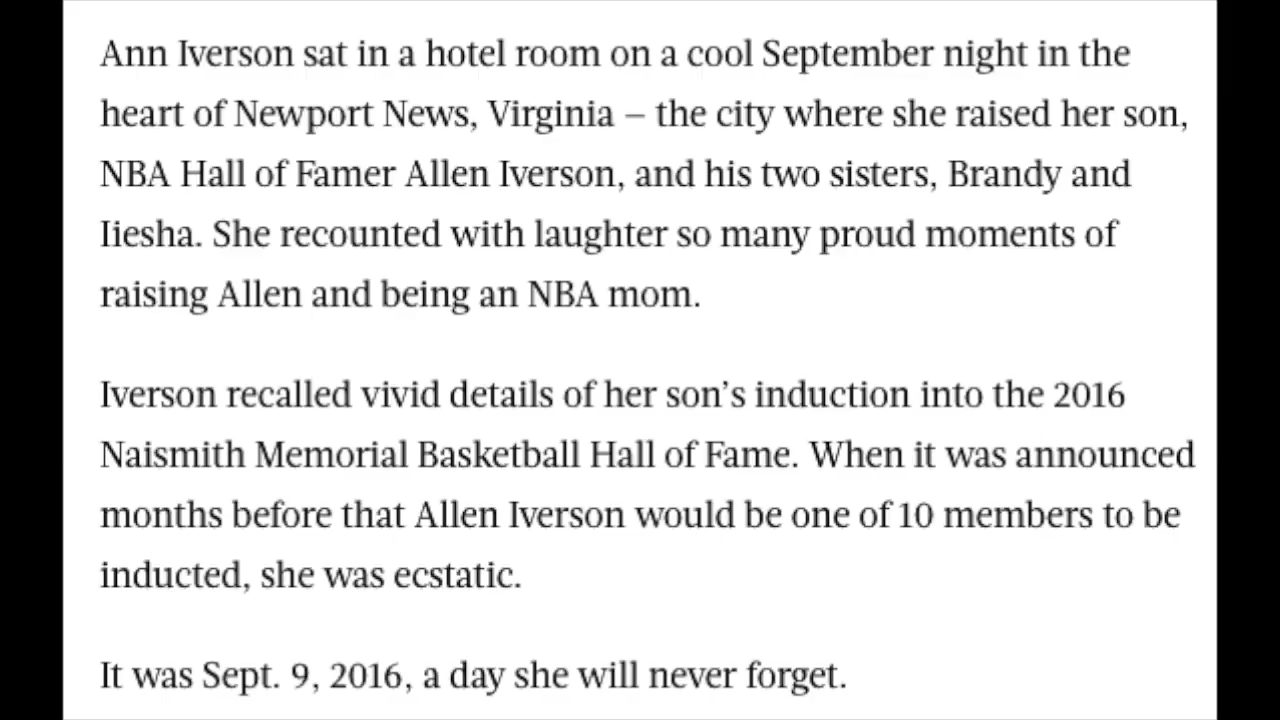 Ann Iverson sat in a hotel room on a cool September night in the
heart of Newport News, Virginia – the city where she raised her son,
NBA Hall of Famer Allen Iverson, and his two sisters, Brandy and
Iiesha. She recounted with laughter so many proud moments of
raising Allen and being an NBA mom.
Iverson recalled vivid details of her son’s induction into the 2016
Naismith Memorial Basketball Hall of Fame. When it was announced
months before that Allen Iverson would be one of 10 members to be
inducted, she was ecstatic.
It was Sept. 9, 2016, a day she will never forget.